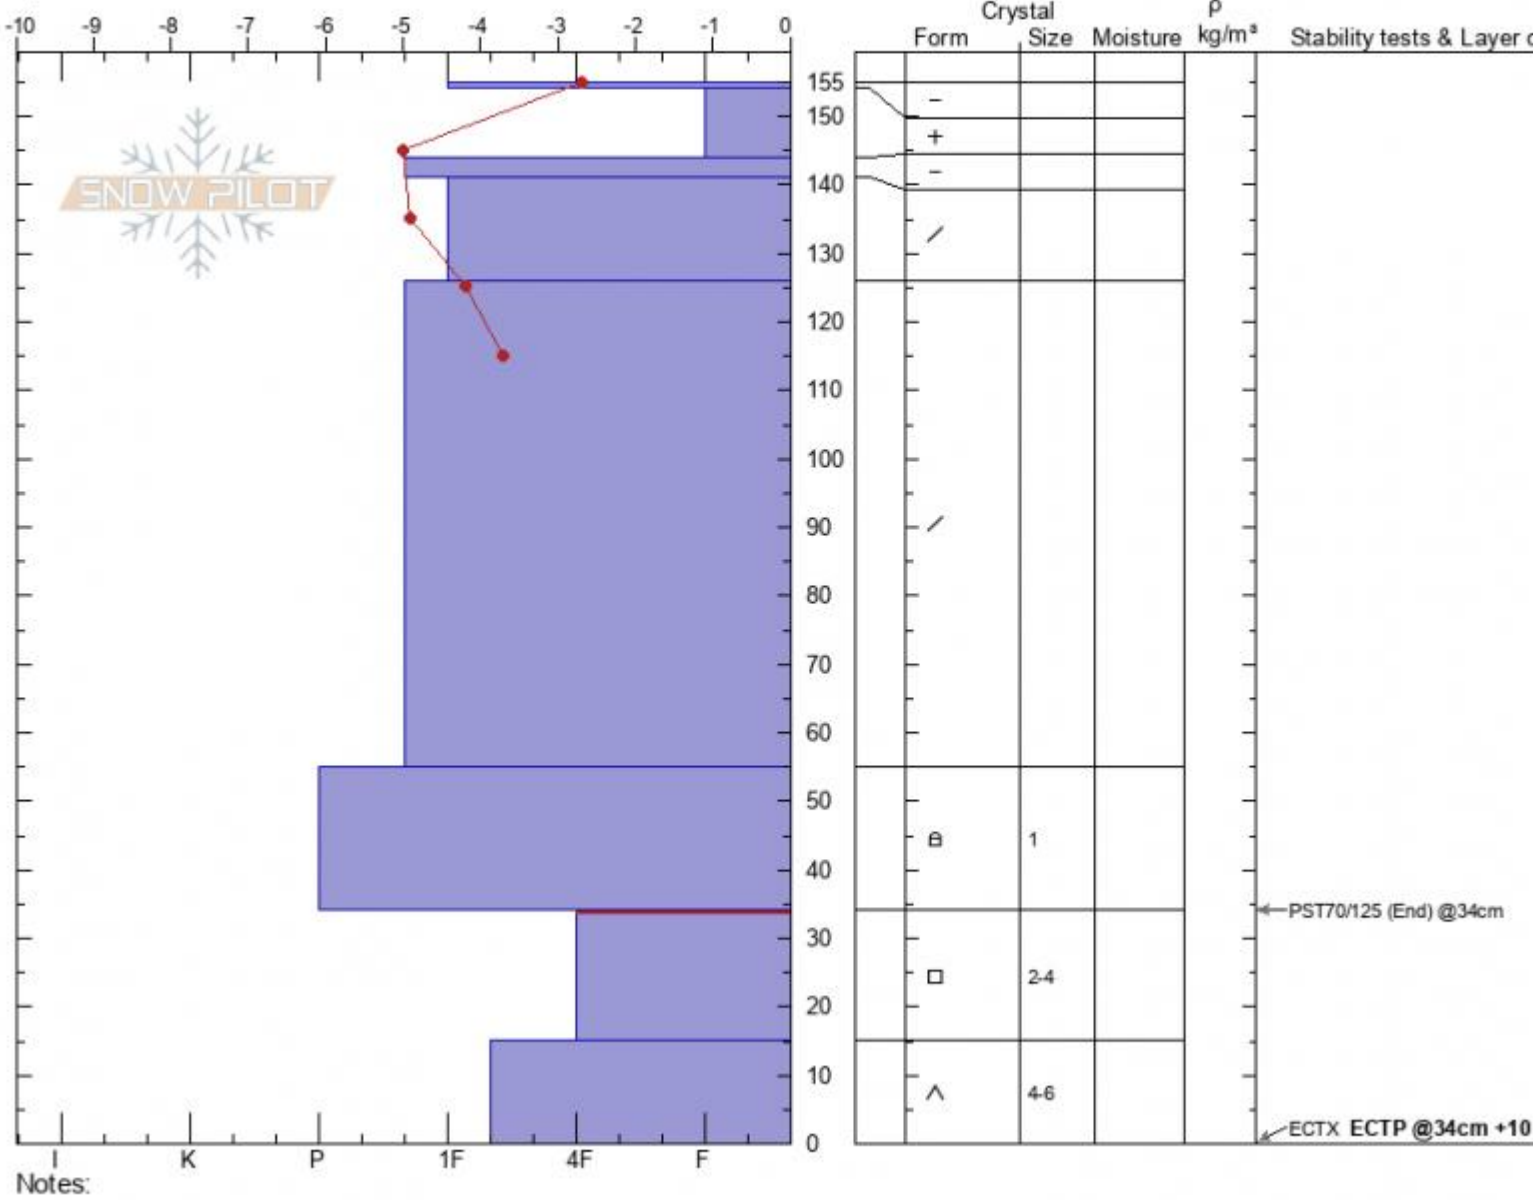 -10 -9 -8 -7 -6 -5 -4 -3 -2 -1 0
Crystal
Form Size Moisture
ρ
kg/m³
Stability tests & Layer c
SNOW PILOT
155
150
140
130
120
110
100
90
80
70
60
50
40
30
20
10
0
1
2-4
4-6
PST70/125 (End) @34cm
ECTX ECTP @34cm +10
I K P 1F 4F F
Notes: